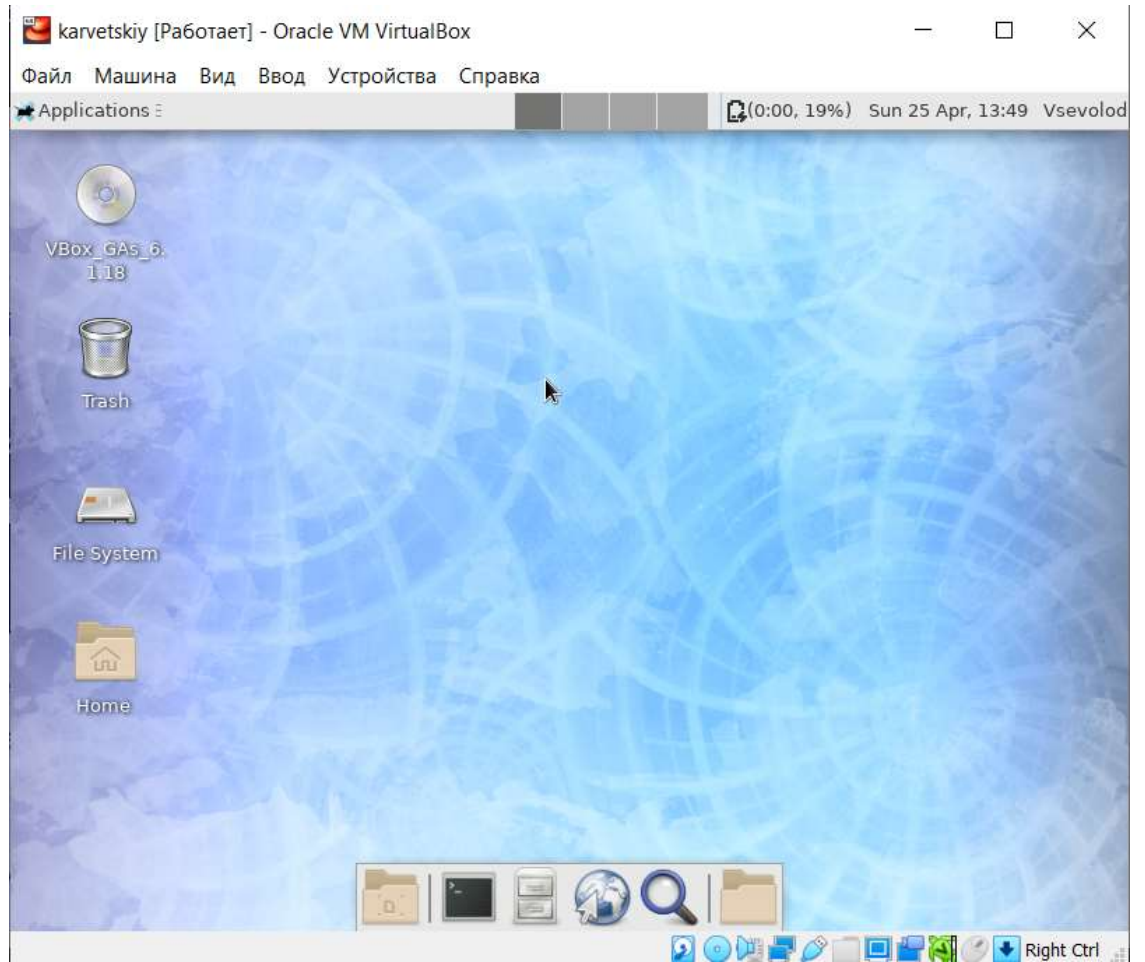 karvetskiy [Работает] - Oracle VM VirtualBox
Файл Машина Вид Ввод Устройства Справка
Applications (0:00, 19%) Sun 25 Apr, 13:49 Vsevolod
VBox_GAs_6.
1.18
Trash
File System
Home
Right Ctrl